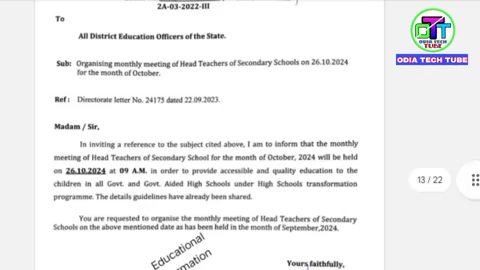 2A-03-2022-III
To
All District Education Officers of the State.
Sub: Organising monthly meeting of Head Teachers of Secondary Schools on 26.10.2024
for the month of October.
Ref: Directorate letter No. 24175 dated 22.09.2023.
Madam / Sir,
In inviting a reference to the subject cited above, I am to inform that the monthly
meeting of Head Teachers of Secondary School for the month of October, 2024 will be held
on 26.10.2024 at 09 A.M. in order to provide accessible and quality education to the
children in all Govt. and Govt. Aided High Schools under High Schools transformation
programme. The details guidelines have already been shared.
You are requested to organise the monthly meeting of Head Teachers of Secondary
Schools on the above mentioned date as has been held in the month of September,2024.
Educational
Yours faithfully,
13 / 22
ODIA TECH
TUBE
ODIA TECH TUBE